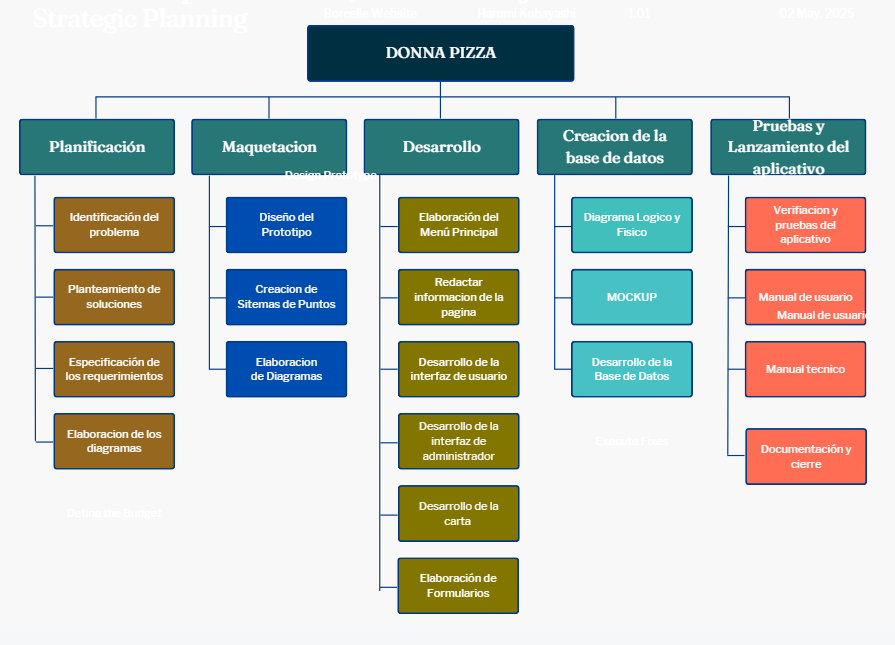 Strategic Planning
Borcelle Website
Harumi Kobayashi
1.01
02 May, 2025
DONNA PIZZA
Planificación
Identificación del
problema
Planteamiento de
soluciones
Especificación de
los requerimientos
Elaboracion de los
diagramas
Define the Budget
Maquetacion
Design Prototype
Diseño del
Prototipo
Creacion de
Sitemas de Puntos
Elaboracion
de Diagramas
Desarrollo
Elaboración del
Menú Principal
Redactar
informacion de la
pagina
Desarrollo de la
interfaz de usuario
Desarrollo de la
interfaz de
administrador
Desarrollo de la
carta
Elaboración de
Formularios
Creacion de la
base de datos
Diagrama Logico y
Fisico
MOCKUP
Desarrollo de la
Base de Datos
Pruebas y
Lanzamiento del
aplicativo
Verifiacion y
pruebas del
aplicativo
Manual de usuario
Manual de usuario
Manual tecnico
Documentación y
cierre